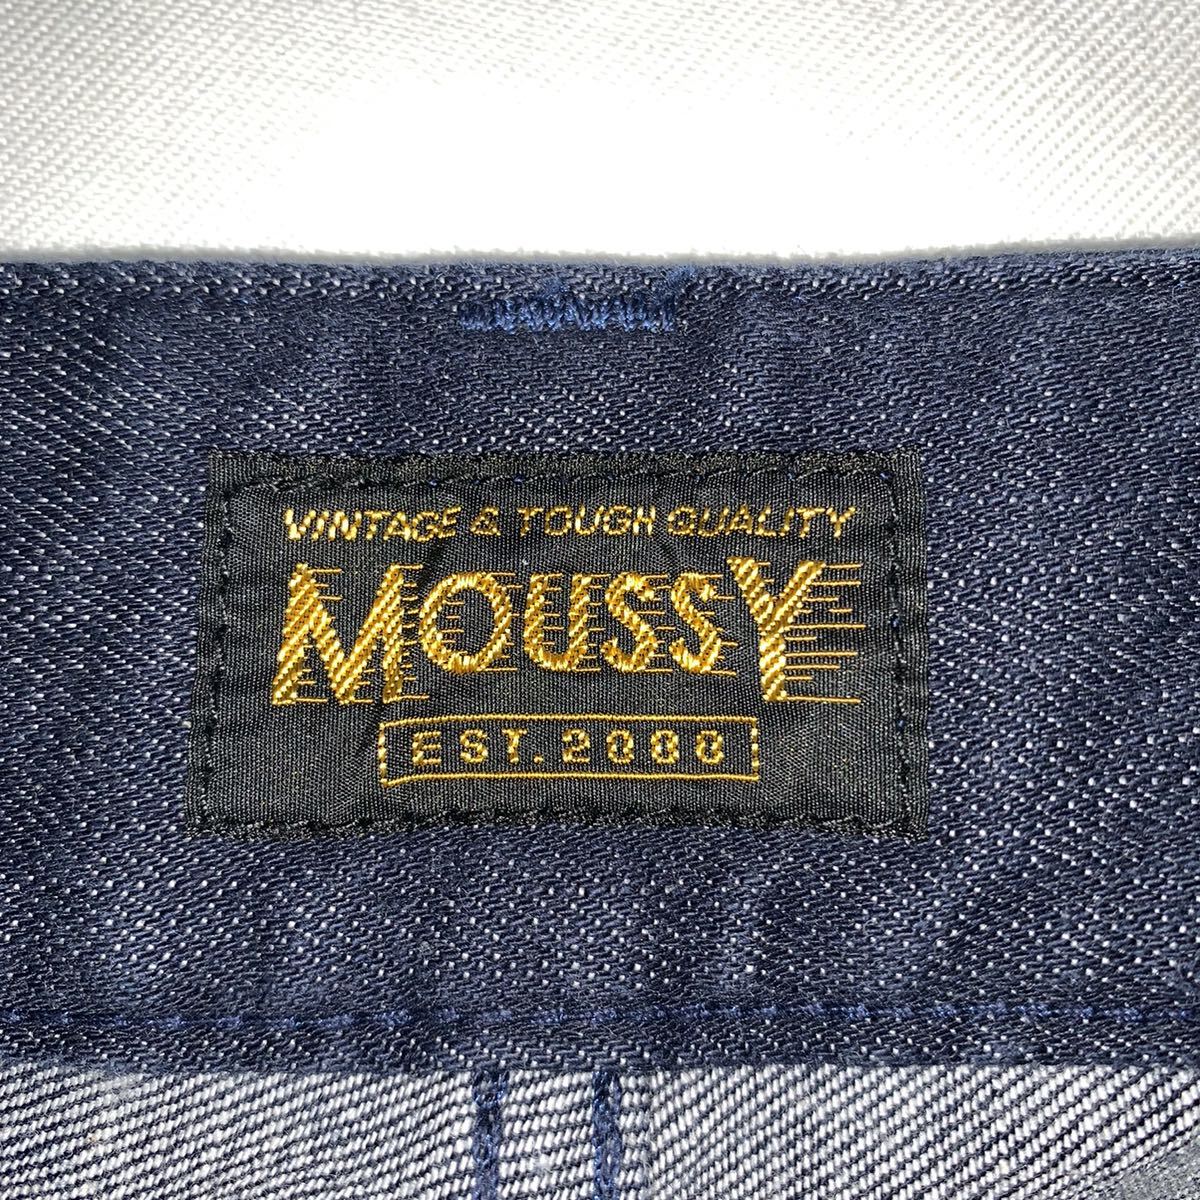 VINTAGE & TOUGH QUALITY
MOUSSY
EST.2000